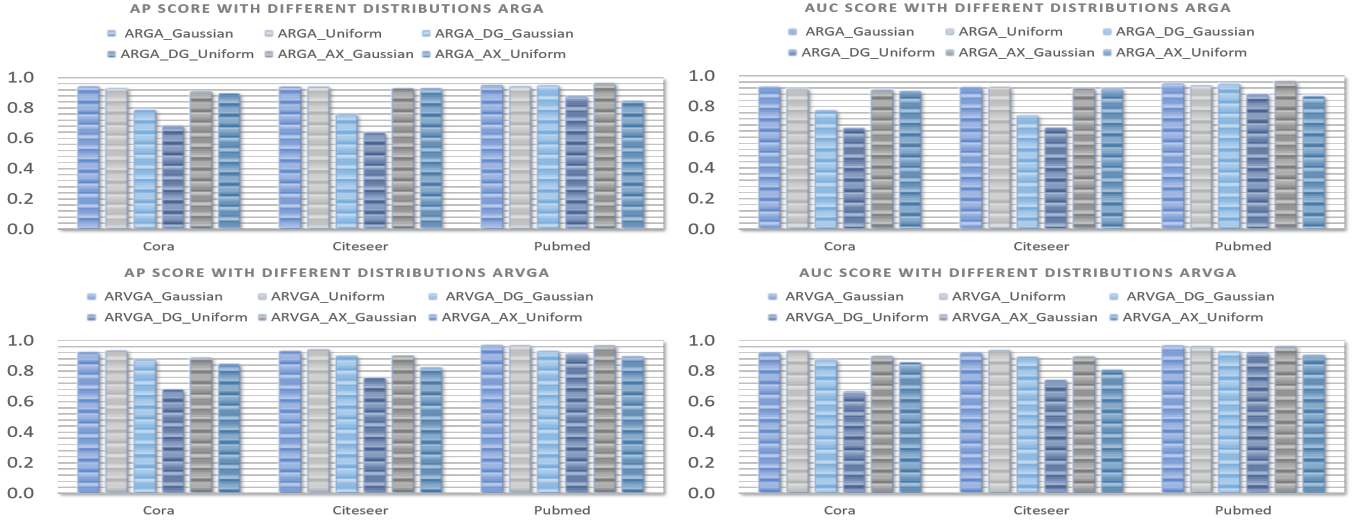 AP SCORE WITH DIFFERENT DISTRIBUTIONS ARGA
ARGA_Gaussian ARGA_Uniform ARGA_DG_Gaussian
ARGA_DG_Uniform ARGA_AX_Gaussian ARGA_AX_Uniform
1.0
0.8
0.6
0.4
0.2
0.0
Cora Citeseer Pubmed
AUC SCORE WITH DIFFERENT DISTRIBUTIONS ARGA
ARGA_Gaussian ARGA_Uniform ARGA_DG_Gaussian
ARGA_DG_Uniform ARGA_AX_Gaussian ARGA_AX_Uniform
1.0
0.8
0.6
0.4
0.2
0.0
Cora Citeseer Pubmed
AP SCORE WITH DIFFERENT DISTRIBUTIONS ARVGA
ARVGA_Gaussian ARVGA_Uniform ARVGA_DG_Gaussian
ARVGA_DG_Uniform ARVGA_AX_Gaussian ARVGA_AX_Uniform
1.0
0.8
0.6
0.4
0.2
0.0
Cora Citeseer Pubmed
AUC SCORE WITH DIFFERENT DISTRIBUTIONS ARVGA
ARVGA_Gaussian ARVGA_Uniform ARVGA_DG_Gaussian
ARVGA_DG_Uniform ARVGA_AX_Gaussian ARVGA_AX_Uniform
1.0
0.8
0.6
0.4
0.2
0.0
Cora Citeseer Pubmed